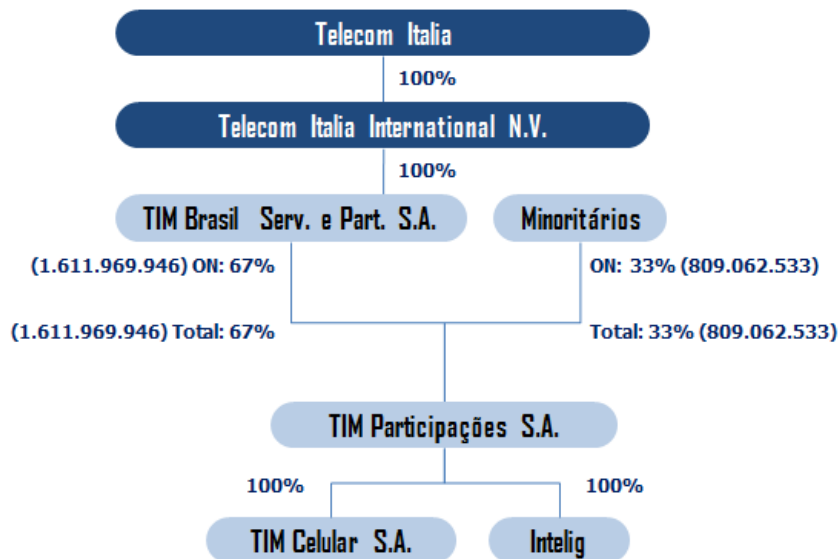 Telecom Italia
100%
Telecom Italia International N.V.
100%
TIM Brasil Serv. e Part. S.A.
Minoritários
(1.611.969.946) ON: 67%
ON: 33% (809.062.533)
(1.611.969.946) Total: 67%
Total: 33% (809.062.533)
TIM Participações S.A.
100%
100%
TIM Celular S.A.
Intelig